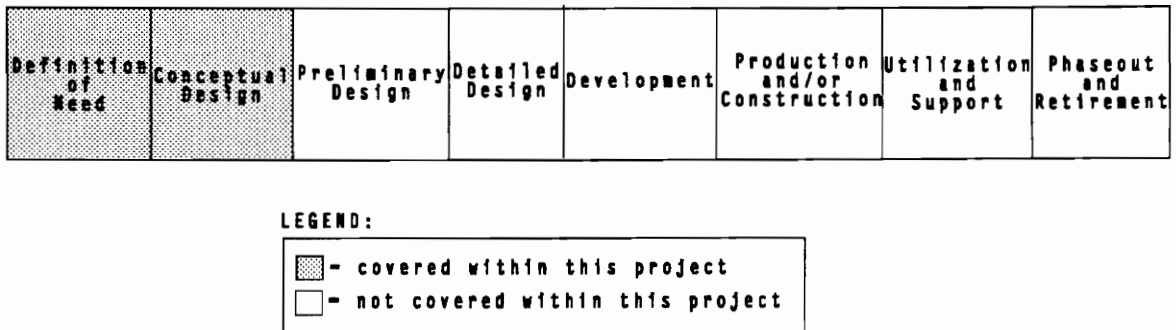 Definition
of
Need
Conceptual
Design
Preliminary
Design
Detailed
Design
Development
Production
and/or
Construction
Utilization
and
Support
Phaseout
and
Retirement
LEGEND:
- covered within this project
- not covered within this project